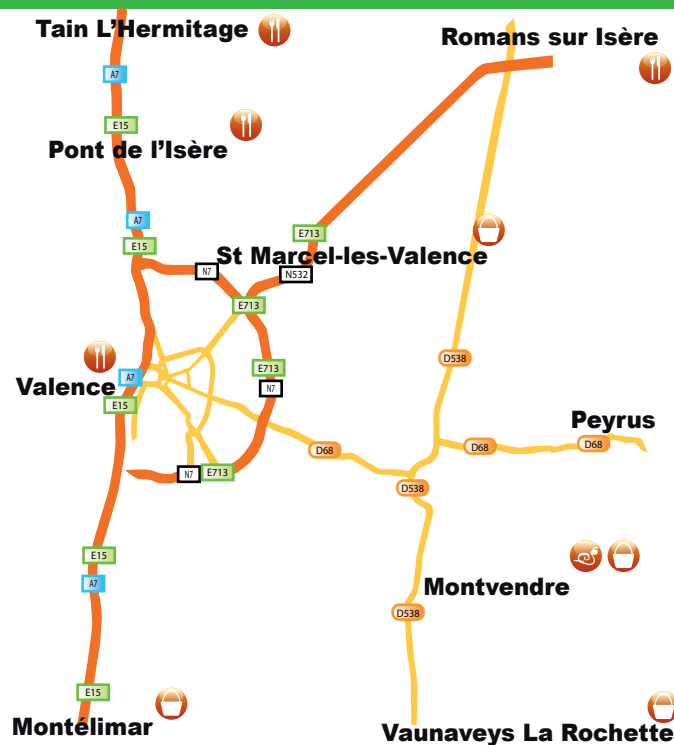 Tain L'Hermitage
Romans sur Isère
A7
E15
Pont de l'Isère
A7
E15
E713
St Marcel-les-Valence
N7
N532
E713
D538
E713
Valence
A7
N7
E15
Peyrus
D68
D68
D68
N7
E713
D538
E15
A7
Montvendre
D538
E15
Montélimar
Vaunaveys La Rochette